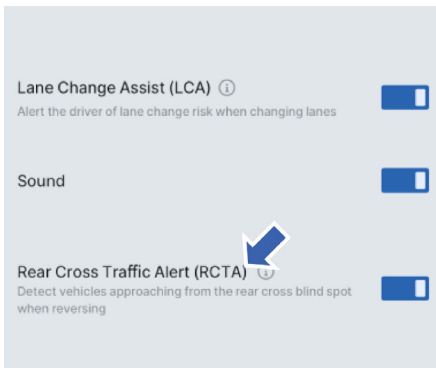 Lane Change Assist (LCA)
Alert the driver of lane change risk when changing lanes
Sound
Rear Cross Traffic Alert (RCTA)
Detect vehicles approaching from the rear cross blind spot
when reversing